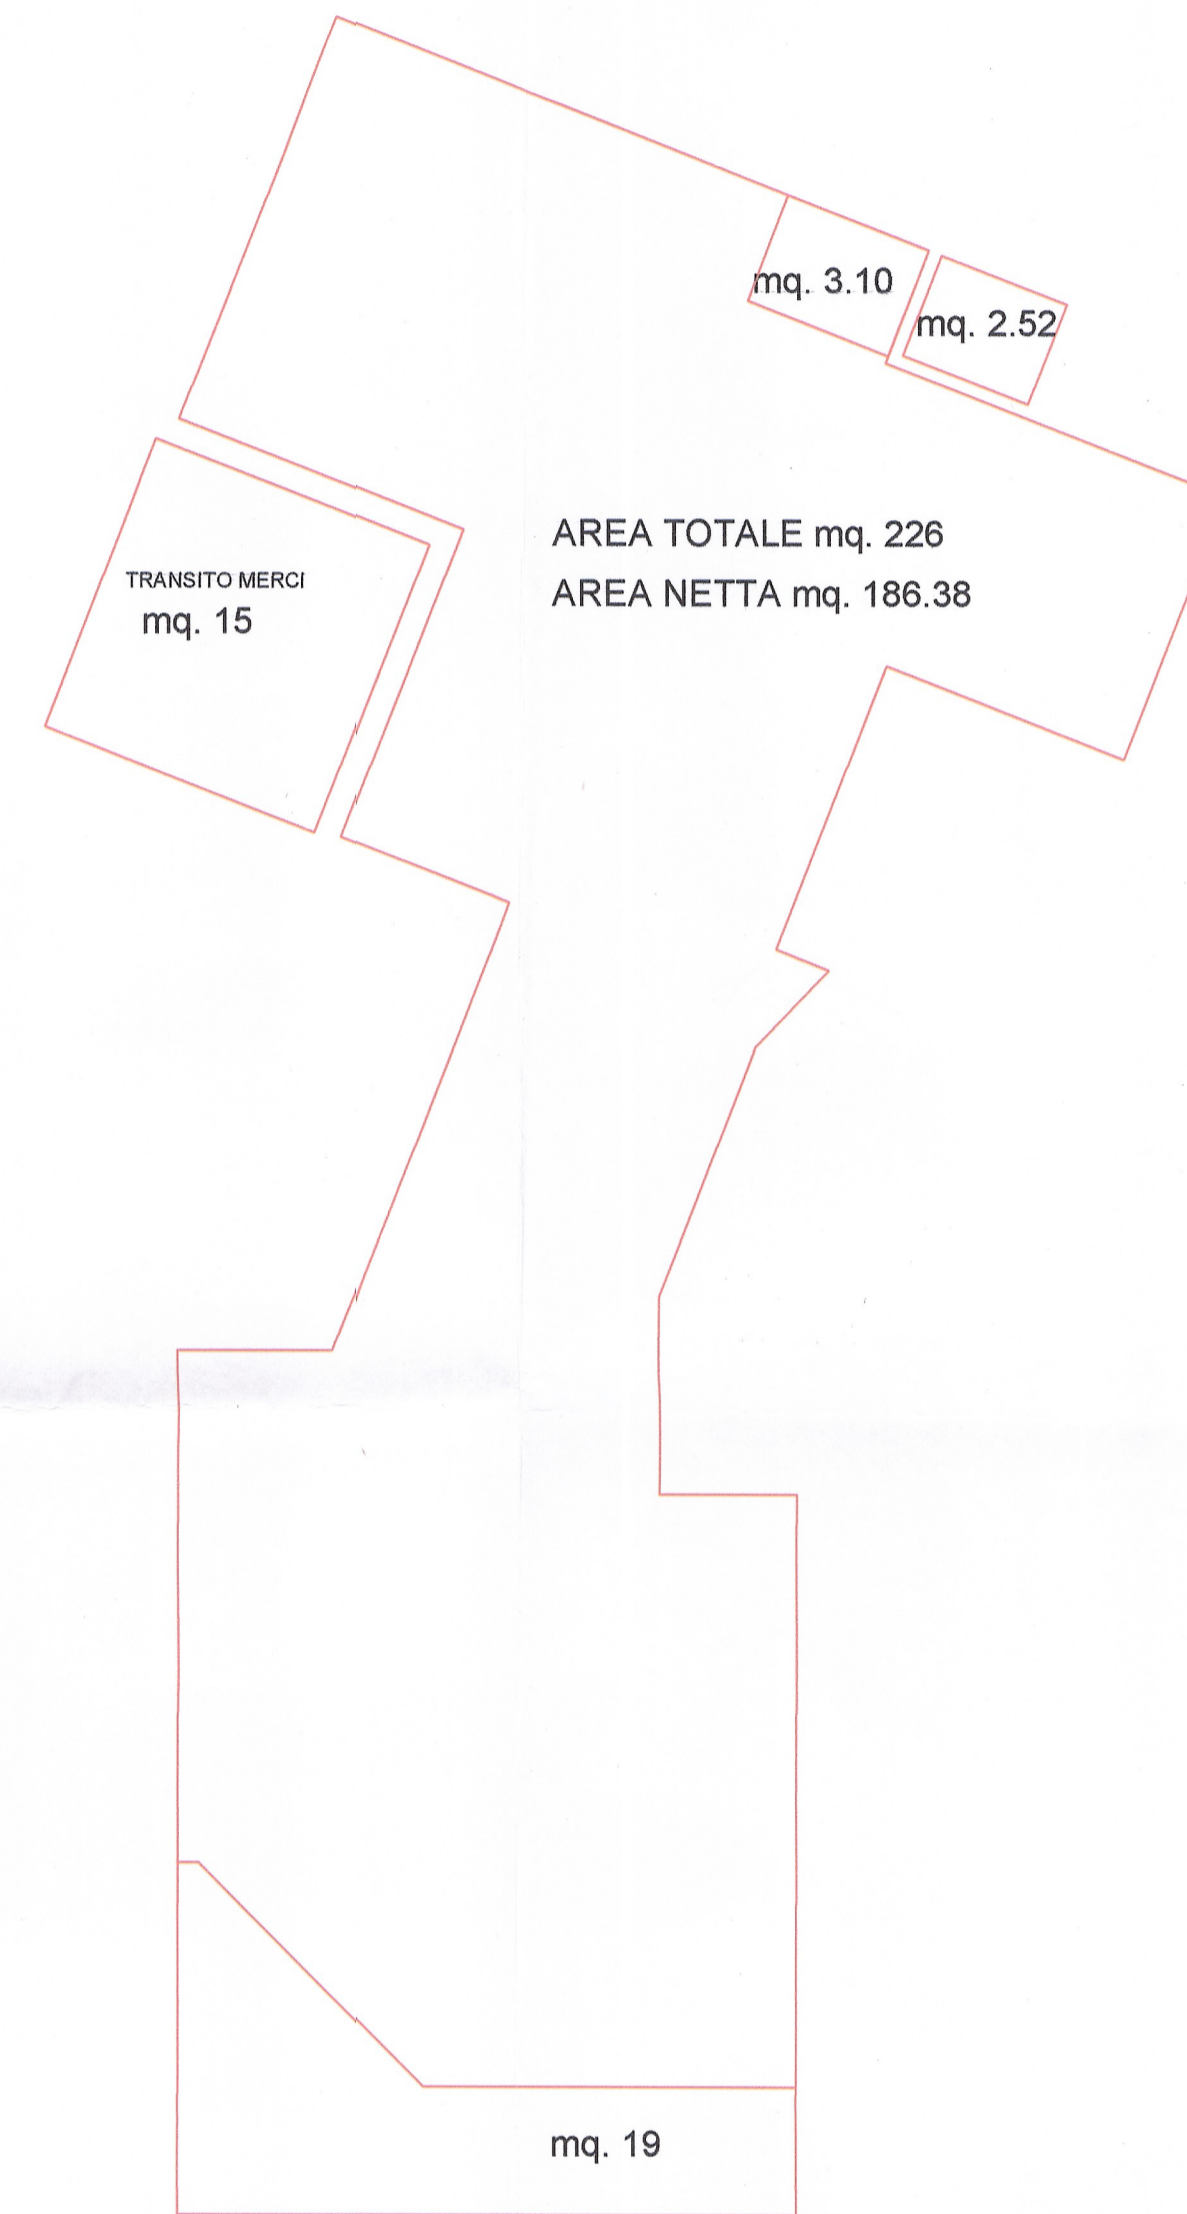 mq. 3.10
mq. 2.52
AREA TOTALE mq. 226
AREA NETTA mq. 186.38
TRANSITO MERCI
mq. 15
mq. 19